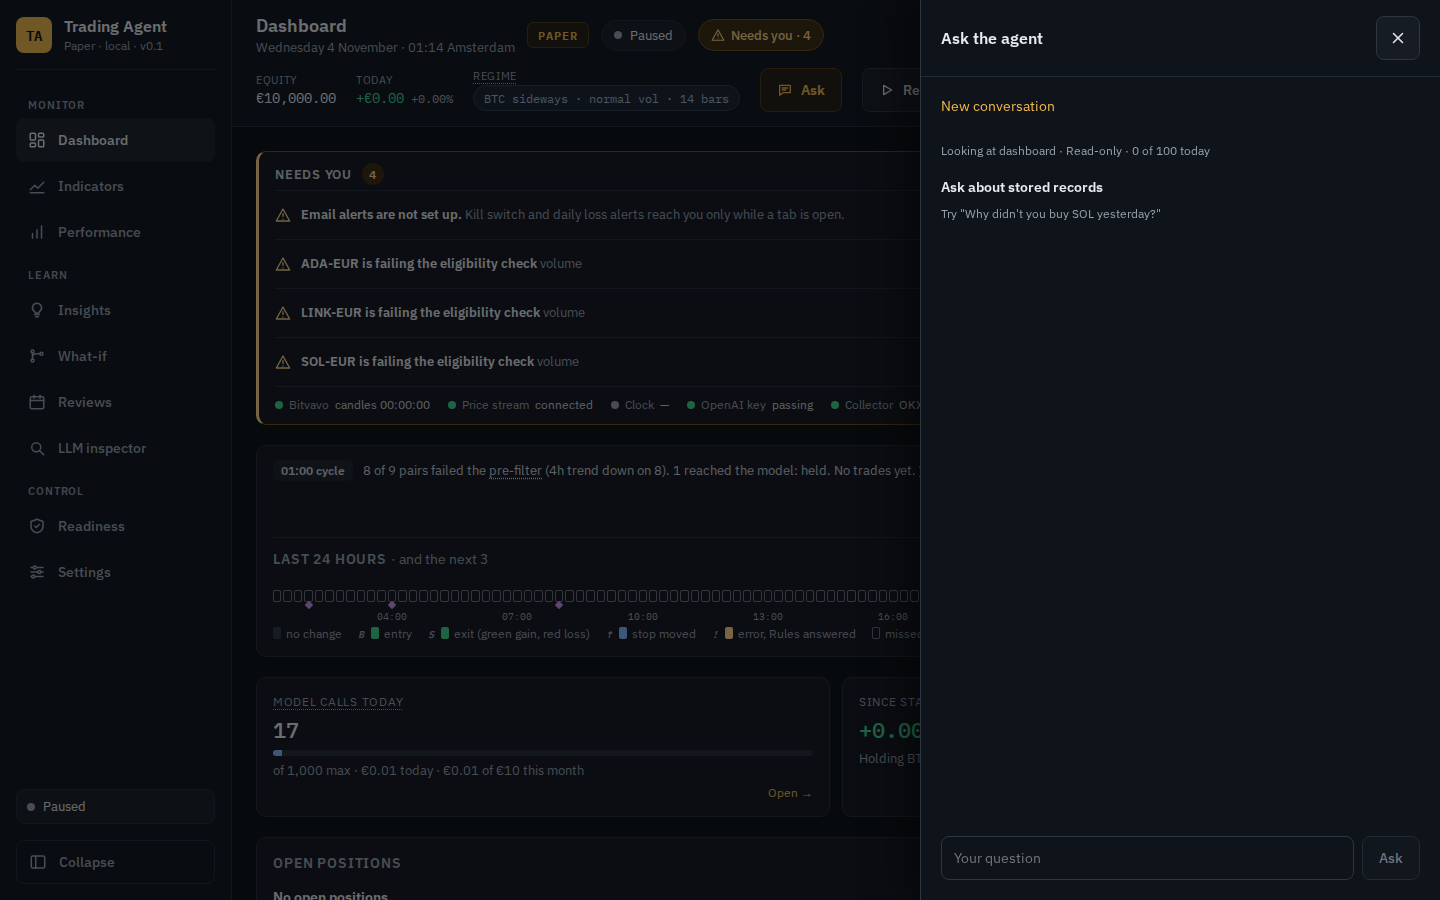 TA
Trading Agent
Paper · local · v0.1
MONITOR
Dashboard
Indicators
Performance
LEARN
Insights
What-if
Reviews
LLM inspector
CONTROL
Readiness
Settings
Paused
Collapse
Dashboard
Wednesday 4 November · 01:14 Amsterdam
PAPER
Paused
Needs you · 4
EQUITY
€10,000.00
TODAY
+€0.00 +0.00%
REGIME
BTC sideways · normal vol · 14 bars
Ask
Re
NEEDS YOU 4
Email alerts are not set up. Kill switch and daily loss alerts reach you only while a tab is open.
ADA-EUR is failing the eligibility check volume
LINK-EUR is failing the eligibility check volume
SOL-EUR is failing the eligibility check volume
Bitvavo candles 00:00:00 Price stream connected Clock — OpenAI key passing Collector OKX
01:00 cycle 8 of 9 pairs failed the pre-filter (4h trend down on 8). 1 reached the model: held. No trades yet.
LAST 24 HOURS · and the next 3
04:00 07:00 10:00 13:00 16:00
no change B entry S exit (green gain, red loss) ↑ stop moved ! error, Rules answered missed
MODEL CALLS TODAY
17
of 1,000 max · €0.01 today · €0.01 of €10 this month
Open →
SINCE STA
+0.00
Holding BT
OPEN POSITIONS
No open positions
Ask the agent
New conversation
Looking at dashboard · Read-only · 0 of 100 today
Ask about stored records
Try "Why didn't you buy SOL yesterday?"
Your question
Ask